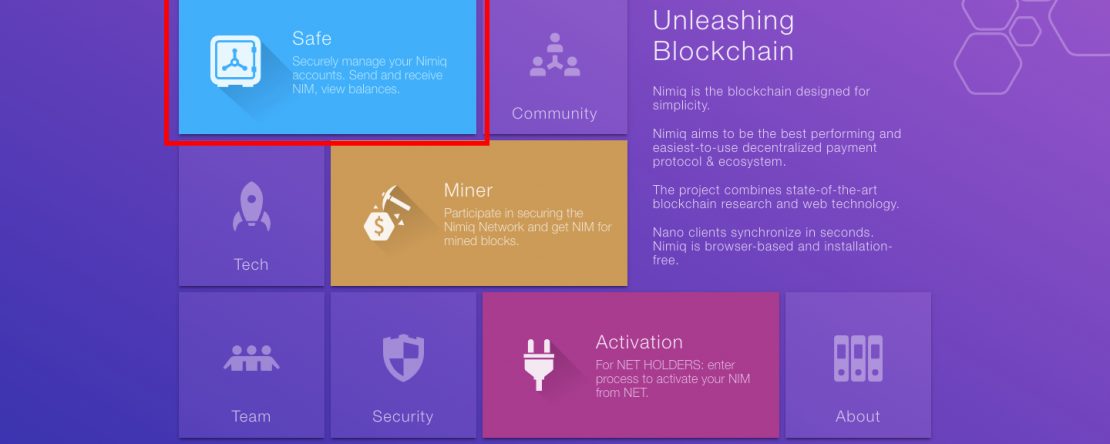 Safe
Securely manage your Nimiq
accounts. Send and receive
NIM, view balances.
Community
Unleashing
Blockchain
Nimiq is the blockchain designed for
simplicity.
Nimiq aims to be the best performing and
easiest-to-use decentralized payment
protocol & ecosystem.
The project combines state-of-the-art
blockchain research and web technology.
Nano clients synchronize in seconds.
Nimiq is browser-based and installation-
free.
Tech
Miner
Participate in securing the
Nimiq Network and get NIM for
mined blocks.
Team
Security
Activation
For NET HOLDERS: enter
process to activate your NIM
from NET.
About